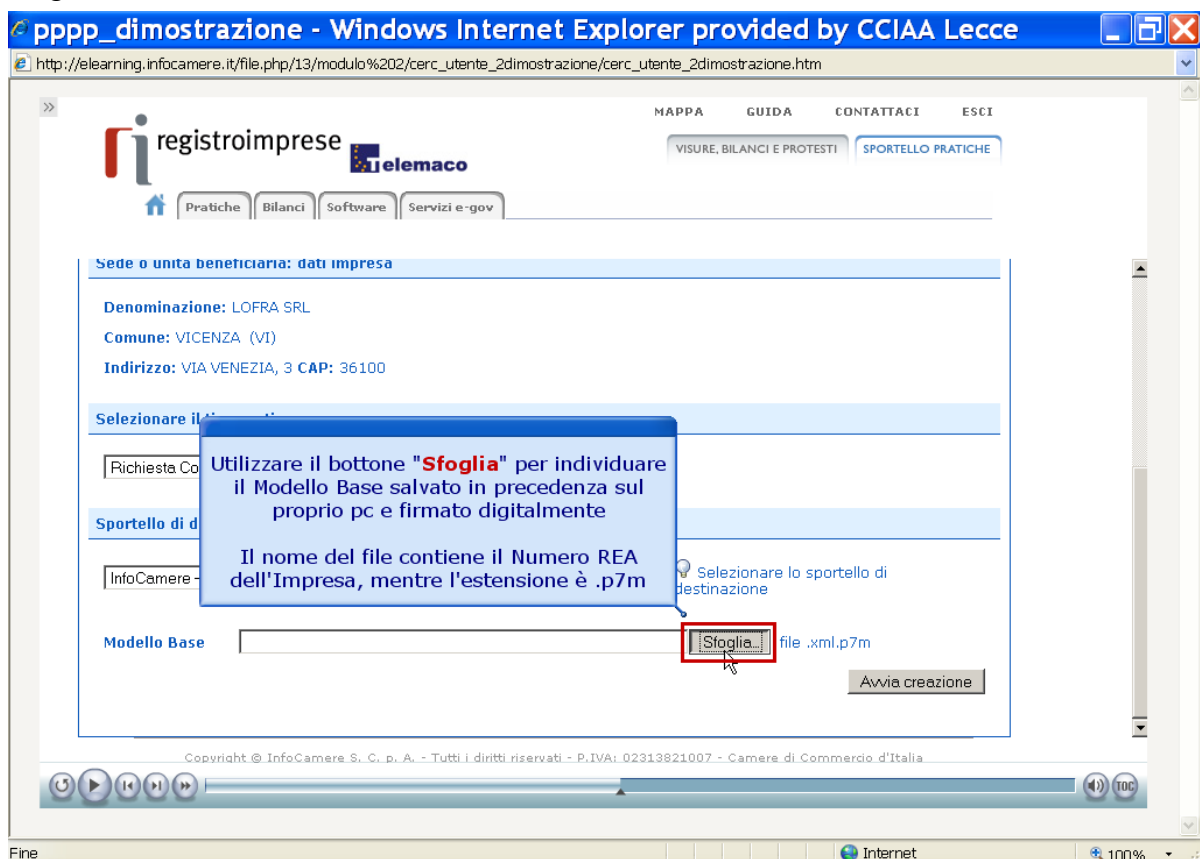 pppp_dimostrazione - Windows Internet Explorer provided by CCIAA Lecce
http://elearning.infocamere.it/file.php/13/modulo%202/cerc_utente_2dimostrazione/cerc_utente_2dimostrazione.htm
MAPPA GUIDA CONTATTACI ESCI
registroimprese
Telemaco
VISURE, BILANCI E PROTESTI SPORTELLO PRATICHE
Pratiche Bilanci Software Servizi e-gov
Sede o unita beneficiaria: dati impresa
Denominazione: LOFRA SRL
Comune: VICENZA (VI)
Indirizzo: VIA VENEZIA, 3 CAP: 36100
Selezionare il
Richiesta Co
Utilizzare il bottone "Sfoglia" per individuare
il Modello Base salvato in precedenza sul
proprio pc e firmato digitalmente
Il nome del file contiene il Numero REA
dell'Impresa, mentre l'estensione è .p7m
Sportello di d
InfoCamere -
Selezionare lo sportello di
destinazione
Modello Base Sfoglia... file .xml.p7m
Avvia creazione
Copyright © InfoCamere S. C. p. A. - Tutti i diritti riservati - P.IVA: 02313821007 - Camere di Commercio d'Italia
TOC
Fine Internet 100%